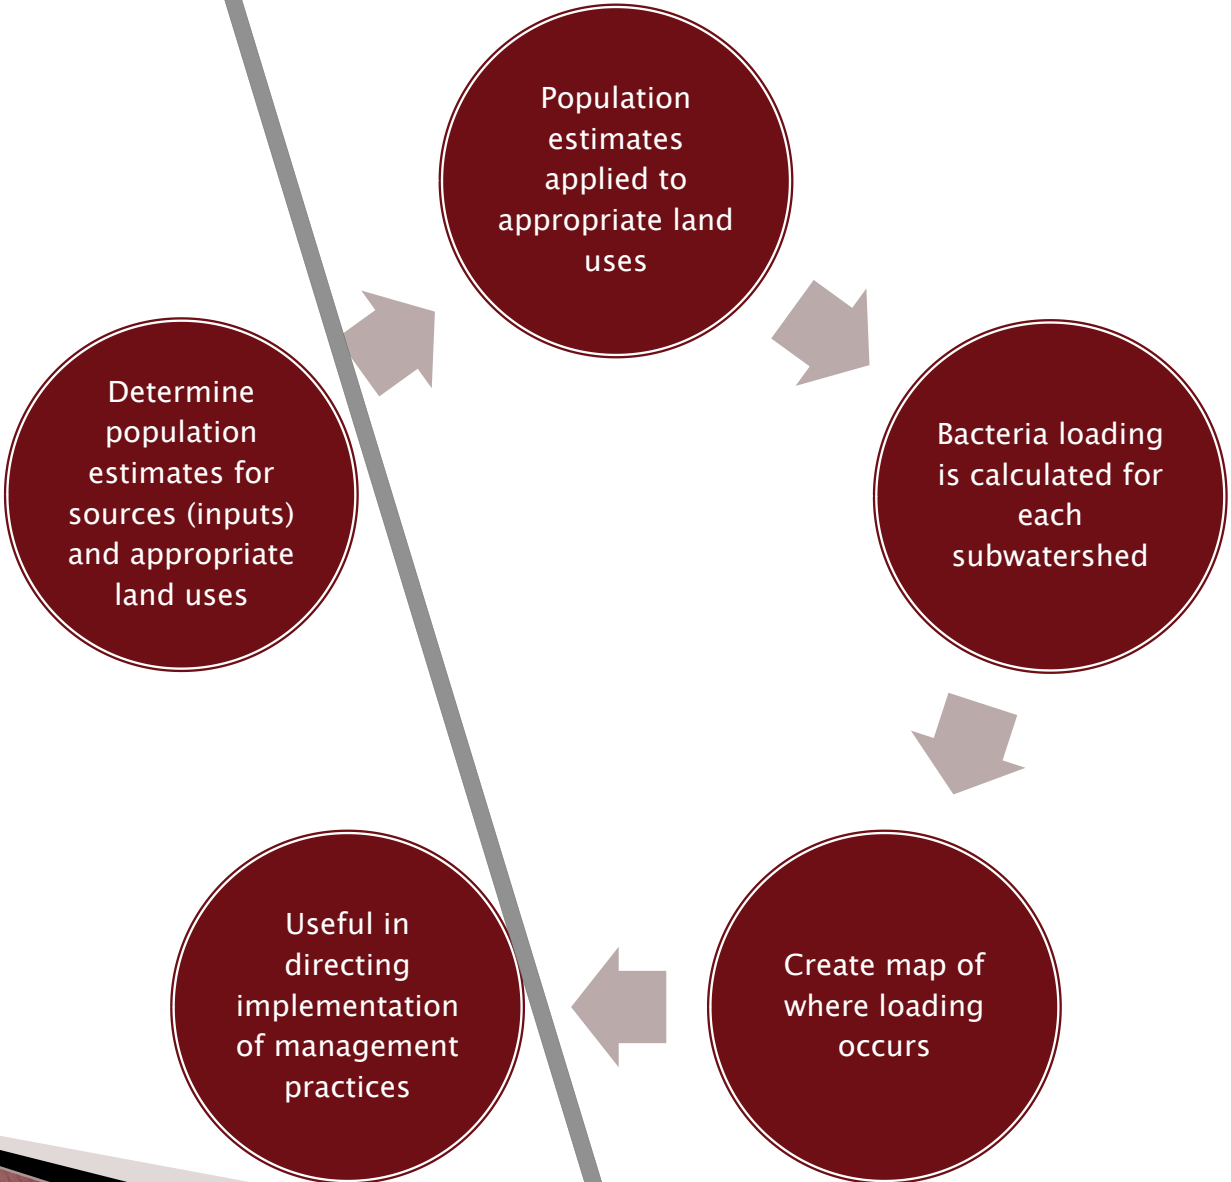 Population
estimates
applied to
appropriate land
uses
Determine
population
estimates for
sources (inputs)
and appropriate
land uses
Bacteria loading
is calculated for
each
subwatershed
Useful in
directing
implementation
of management
practices
Create map of
where loading
occurs